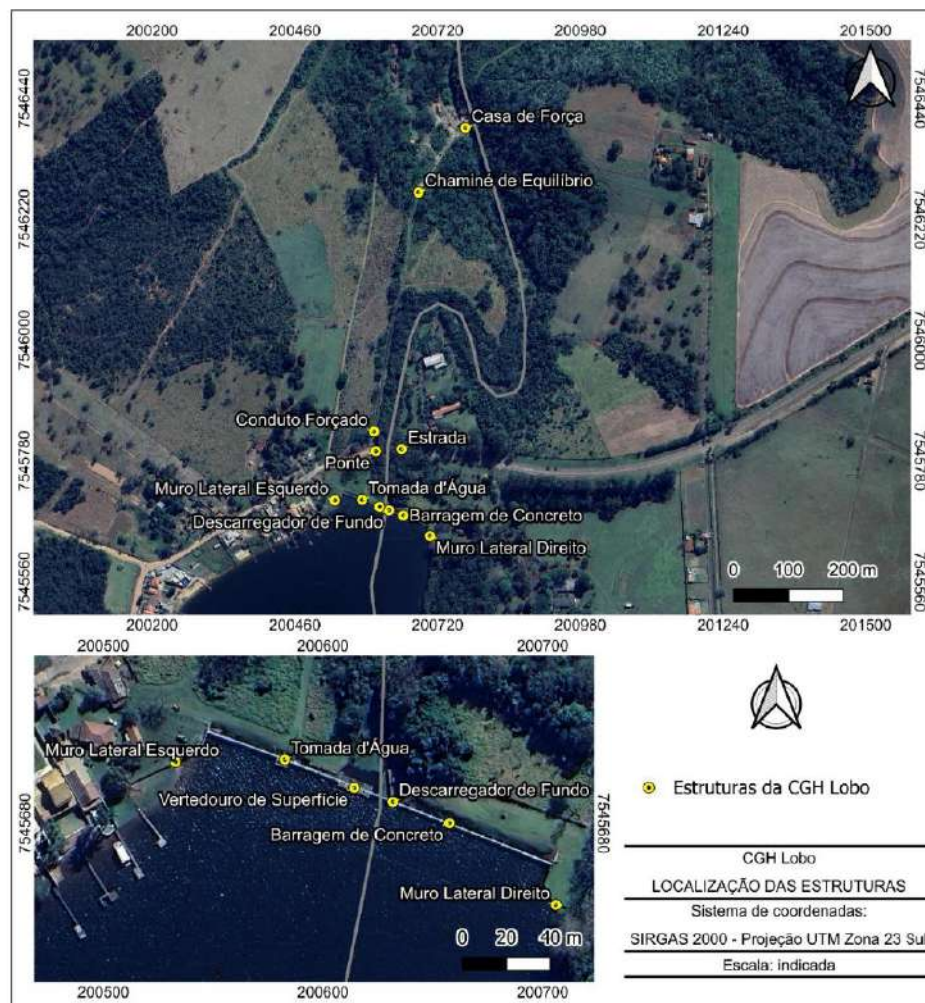 200200 200460 200720 200980 201240 201500
7546440 7546440
Casa de Força
Chaminé de Equilíbrio
7546220 7546220
7546000 7546000
Conduto Forçado
Estrada
Ponte
7545780 7545780
Muro Lateral Esquerdo
Tomada d'Água
Descarregador de Fundo
Barragem de Concreto
Muro Lateral Direito
7545560 7545560
0 100 200 m
200200 200460 200720 200980 201240 201500
200500 200600 200700
Muro Lateral Esquerdo
Tomada d'Água
Vertedouro de Superfície
Descarregador de Fundo
7545680 7545680
Barragem de Concreto
Muro Lateral Direito
0 20 40 m
200500 200600 200700
Estruturas da CGH Lobo
CGH Lobo
LOCALIZAÇÃO DAS ESTRUTURAS
Sistema de coordenadas:
SIRGAS 2000 - Projeção UTM Zona 23 Sul
Escala: indicada